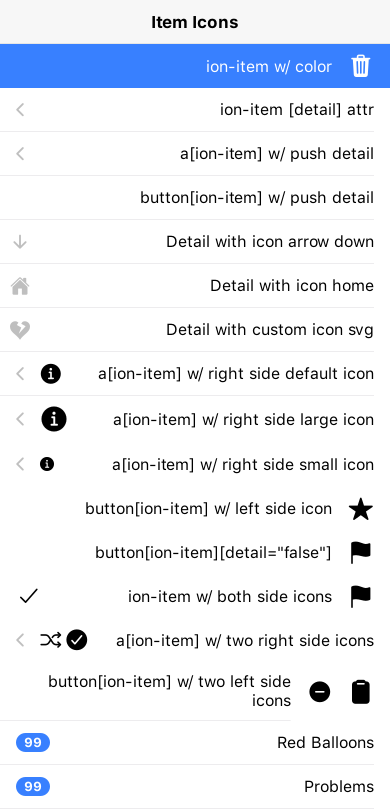 Item Icons
ion-item w/ color
ion-item [detail] attr
a[ion-item] w/ push detail
button[ion-item] w/ push detail
Detail with icon arrow down
Detail with icon home
Detail with custom icon svg
a[ion-item] w/ right side default icon
a[ion-item] w/ right side large icon
a[ion-item] w/ right side small icon
button[ion-item] w/ left side icon
button[ion-item][detail="false"]
ion-item w/ both side icons
a[ion-item] w/ two right side icons
button[ion-item] w/ two left side
icons
Red Balloons 99
Problems 99